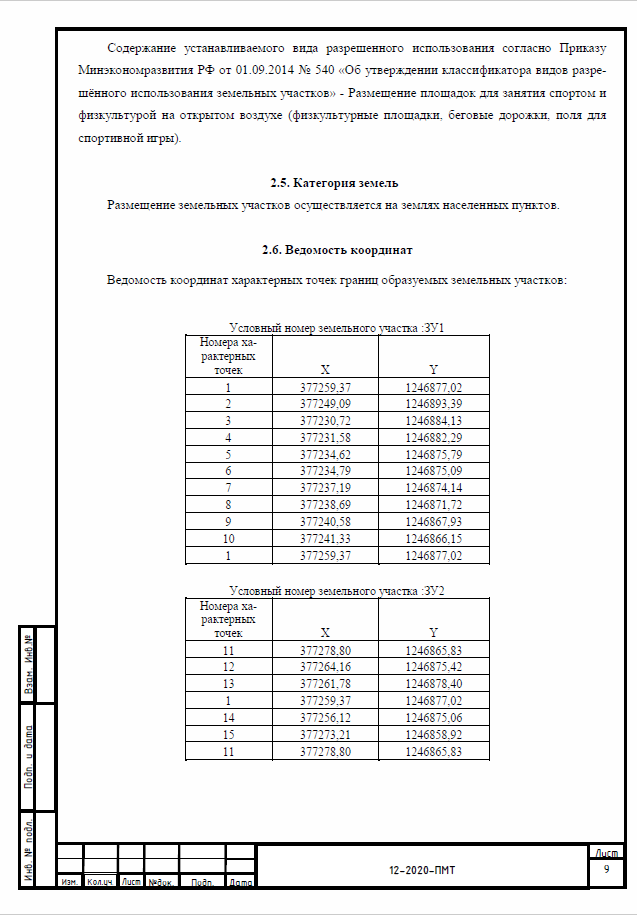 Содержание устанавливаемого вида разрешенного использования согласно Приказу
Минэкономразвития РФ от 01.09.2014 № 540 «Об утверждении классификатора видов разре-
шённого использования земельных участков» - Размещение площадок для занятия спортом и
физкультурой на открытом воздухе (физкультурные площадки, беговые дорожки, поля для
спортивной игры).
2.5. Категория земель
Размещение земельных участков осуществляется на землях населенных пунктов.
2.6. Ведомость координат
Ведомость координат характерных точек границ образуемых земельных участков:
Условный номер земельного участка :ЗУ1
Номера ха-
рактерных
точек X Y
1 377259,37 1246877,02
2 377249,09 1246893,39
3 377230,72 1246884,13
4 377231,58 1246882,29
5 377234,62 1246875,79
6 377234,79 1246875,09
7 377237,19 1246874,14
8 377238,69 1246871,72
9 377240,58 1246867,93
10 377241,33 1246866,15
1 377259,37 1246877,02
Условный номер земельного участка :ЗУ2
Номера ха-
рактерных
точек X Y
11 377278,80 1246865,83
12 377264,16 1246875,42
13 377261,78 1246878,40
1 377259,37 1246877,02
14 377256,12 1246875,06
15 377273,21 1246858,92
11 377278,80 1246865,83
Взам. Инв.№
Подп. и дата
Инв. № подл.
Изм. Кол.уч. Лист №док. Подп. Дата
12-2020-ПМТ
Лист
9